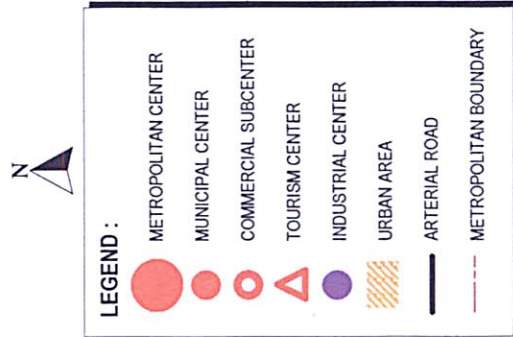 N
LEGEND :
METROPOLITAN CENTER
MUNICIPAL CENTER
COMMERCIAL SUBCENTER
TOURISM CENTER
INDUSTRIAL CENTER
URBAN AREA
ARTERIAL ROAD
METROPOLITAN BOUNDARY